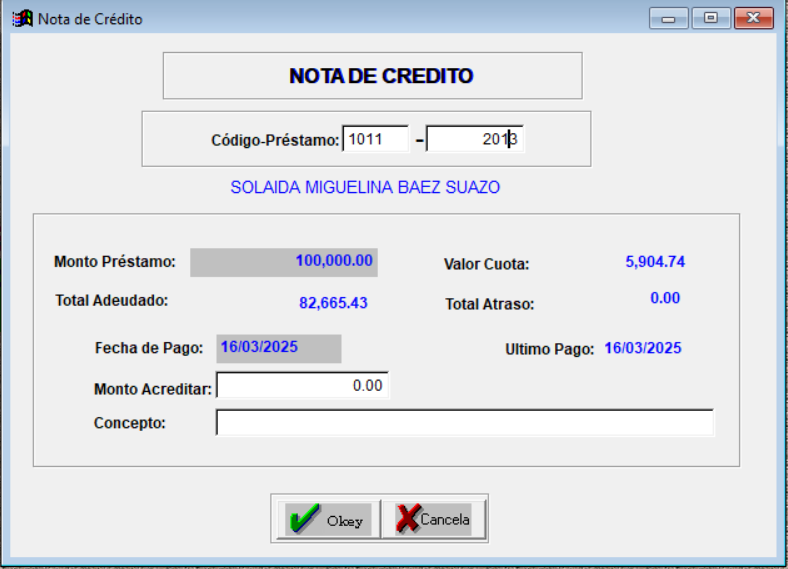 Nota de Crédito
NOTA DE CREDITO
Código-Préstamo: 1011 - 2013
SOLAIDA MIGUELINA BAEZ SUAZO
Monto Préstamo: 100,000.00 Valor Cuota: 5,904.74
Total Adeudado: 82,665.43 Total Atraso: 0.00
Fecha de Pago: 16/03/2025 Ultimo Pago: 16/03/2025
Monto Acreditar: 0.00
Concepto:
Okey Cancela